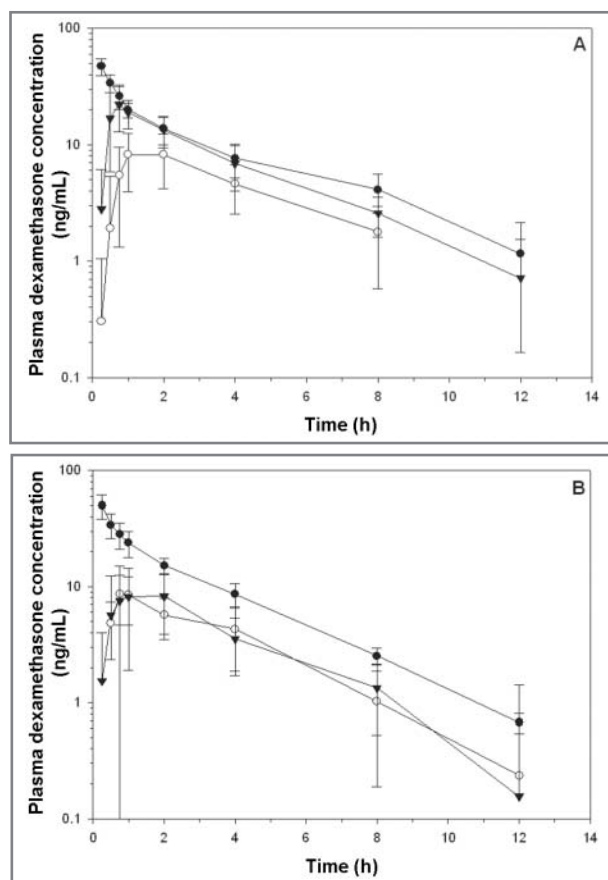 A
Plasma dexamethasone concentration
(ng/mL)
100
10
1
0.1
0 2 4 6 8 10 12 14
Time (h)
B
Plasma dexamethasone concentration
(ng/mL)
100
10
1
0.1
0 2 4 6 8 10 12 14
Time (h)